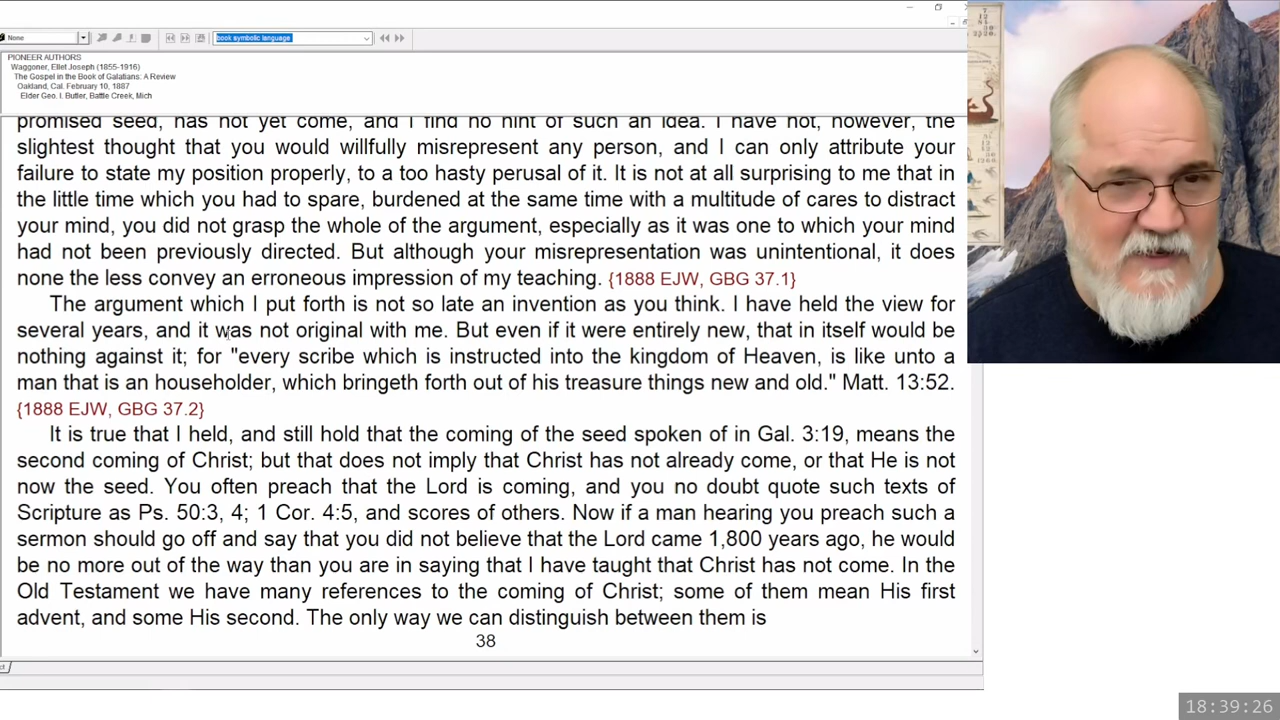 None
book symbolic language
PIONEER AUTHORS
Waggoner, Ellet Joseph (1855-1916)
The Gospel in the Book of Galatians: A Review
Oakland, Cal. February 10, 1887
Elder Geo. I. Butler, Battle Creek, Mich
promised seed, has not yet come, and I find no hint of such an idea. I have not, however, the
slightest thought that you would willfully misrepresent any person, and I can only attribute your
failure to state my position properly, to a too hasty perusal of it. It is not at all surprising to me that in
the little time which you had to spare, burdened at the same time with a multitude of cares to distract
your mind, you did not grasp the whole of the argument, especially as it was one to which your mind
had not been previously directed. But although your misrepresentation was unintentional, it does
none the less convey an erroneous impression of my teaching. {1888 EJW, GBG 37.1}
The argument which I put forth is not so late an invention as you think. I have held the view for
several years, and it was not original with me. But even if it were entirely new, that in itself would be
nothing against it; for "every scribe which is instructed into the kingdom of Heaven, is like unto a
man that is an householder, which bringeth forth out of his treasure things new and old." Matt. 13:52.
{1888 EJW, GBG 37.2}
It is true that I held, and still hold that the coming of the seed spoken of in Gal. 3:19, means the
second coming of Christ; but that does not imply that Christ has not already come, or that He is not
now the seed. You often preach that the Lord is coming, and you no doubt quote such texts of
Scripture as Ps. 50:3, 4; 1 Cor. 4:5, and scores of others. Now if a man hearing you preach such a
sermon should go off and say that you did not believe that the Lord came 1,800 years ago, he would
be no more out of the way than you are in saying that I have taught that Christ has not come. In the
Old Testament we have many references to the coming of Christ; some of them mean His first
advent, and some His second. The only way we can distinguish between them is
38
18:39:26